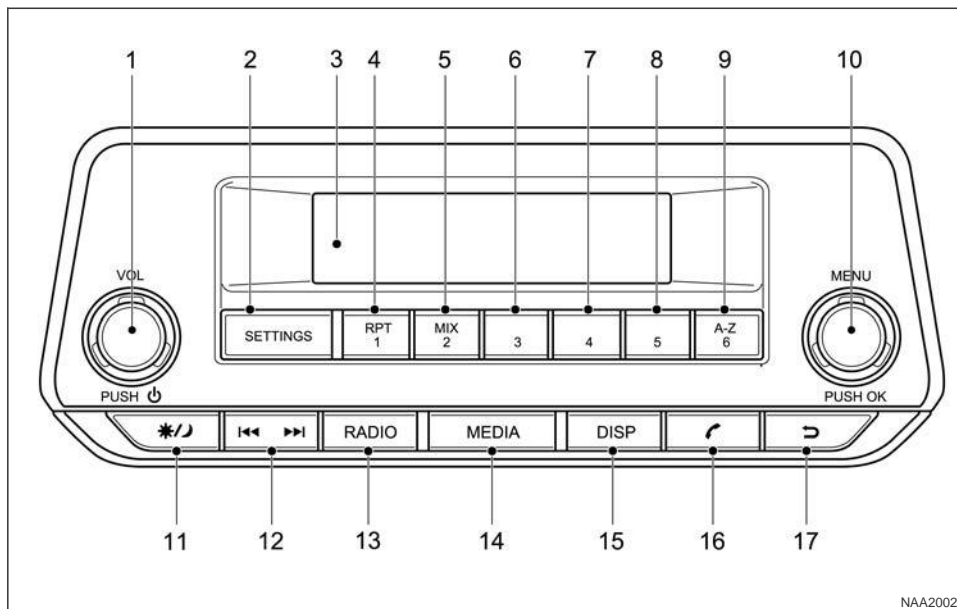 1 2 3 4 5 6 7 8 9 10
VOL
MENU
SETTINGS
RPT
1
MIX
2
3
4
5
A-Z
6
PUSH
PUSH OK
RADIO
MEDIA
DISP
11 12 13 14 15 16 17
NAA2002